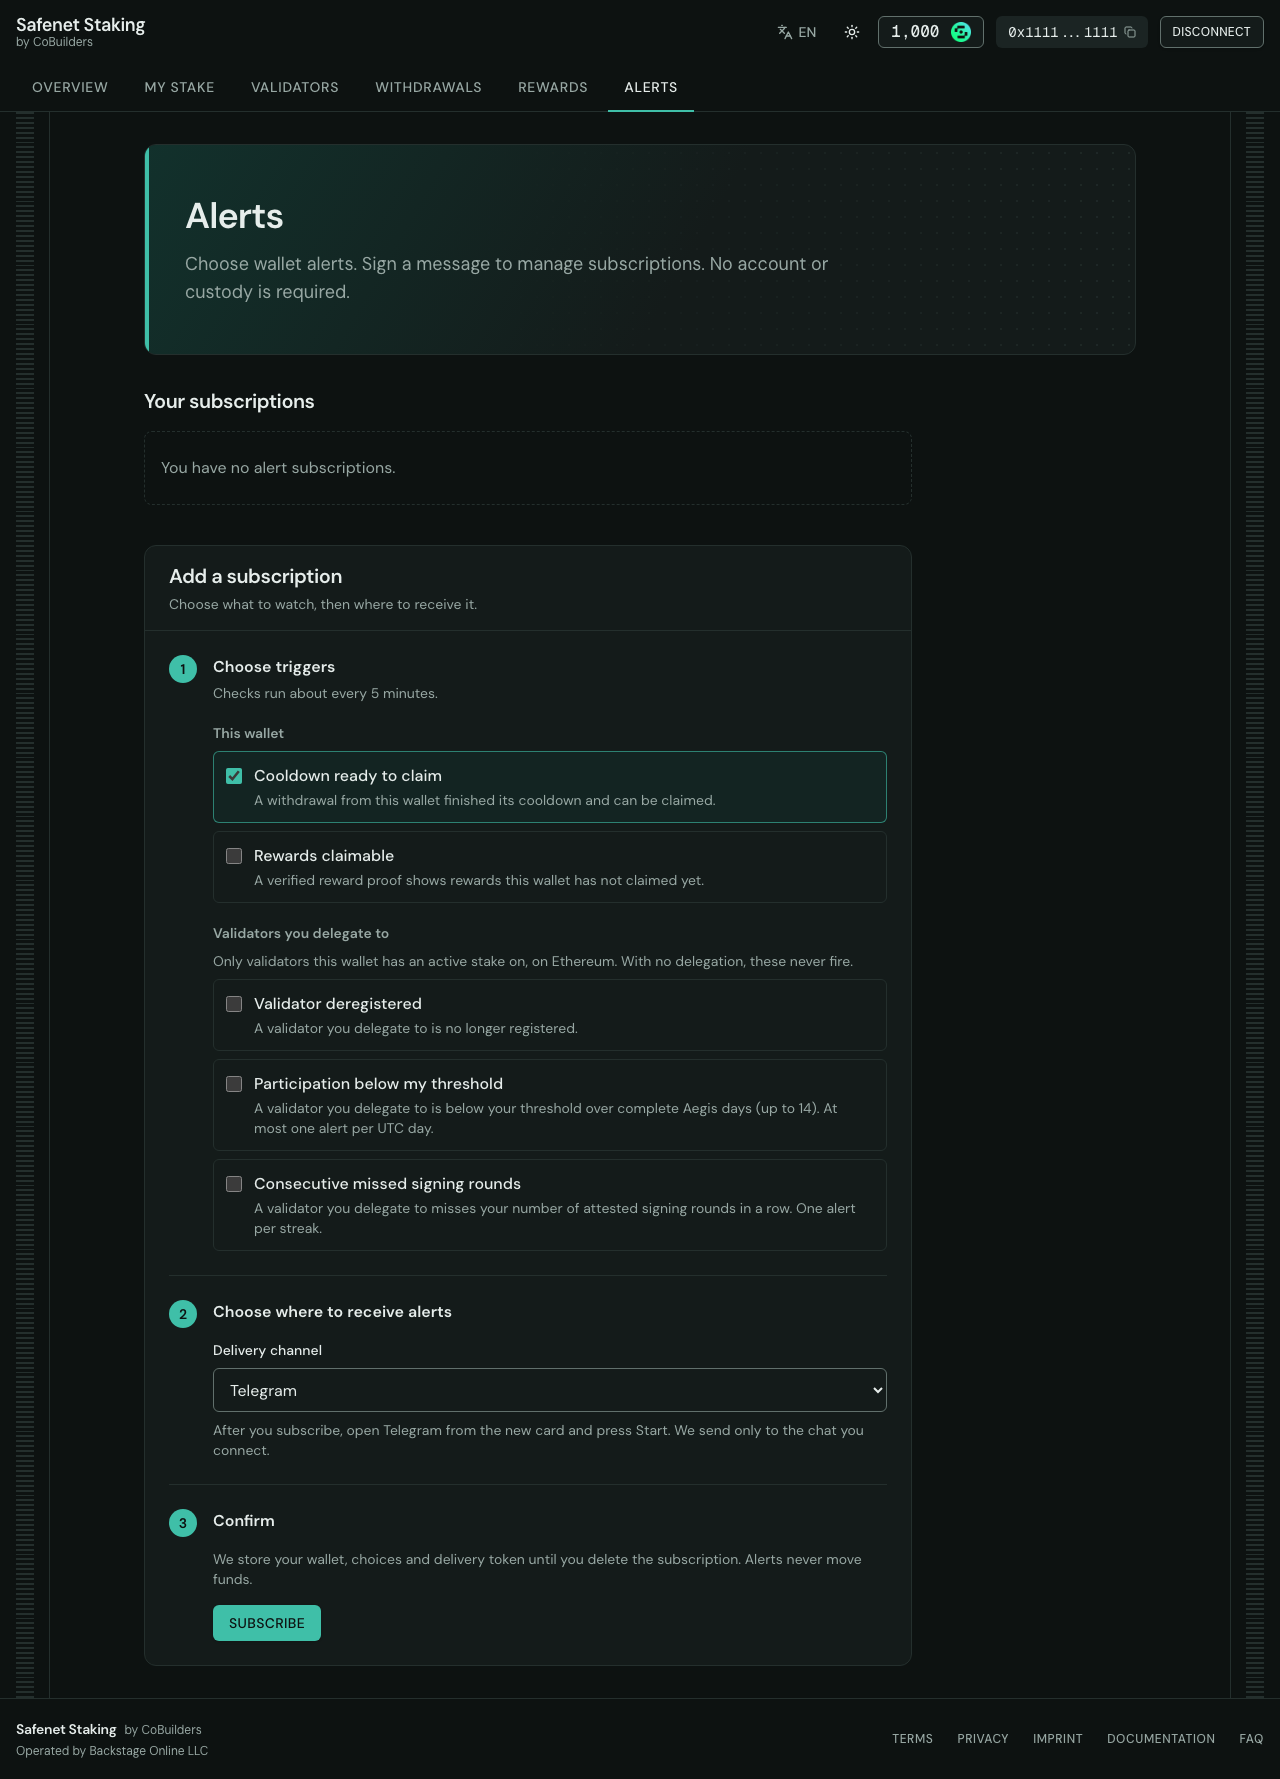 Safenet Staking
by CoBuilders
EN
1,000
0x1111...1111
DISCONNECT
OVERVIEW
MY STAKE
VALIDATORS
WITHDRAWALS
REWARDS
ALERTS
Alerts
Choose wallet alerts. Sign a message to manage subscriptions. No account or
custody is required.
Your subscriptions
You have no alert subscriptions.
Add a subscription
Choose what to watch, then where to receive it.
1
Choose triggers
Checks run about every 5 minutes.
This wallet
Cooldown ready to claim
A withdrawal from this wallet finished its cooldown and can be claimed.
Rewards claimable
A verified reward proof shows rewards this wallet has not claimed yet.
Validators you delegate to
Only validators this wallet has an active stake on, on Ethereum. With no delegation, these never fire.
Validator deregistered
A validator you delegate to is no longer registered.
Participation below my threshold
A validator you delegate to is below your threshold over complete Aegis days (up to 14). At
most one alert per UTC day.
Consecutive missed signing rounds
A validator you delegate to misses your number of attested signing rounds in a row. One alert
per streak.
2
Choose where to receive alerts
Delivery channel
Telegram
After you subscribe, open Telegram from the new card and press Start. We send only to the chat you
connect.
3
Confirm
We store your wallet, choices and delivery token until you delete the subscription. Alerts never move
funds.
SUBSCRIBE
Safenet Staking by CoBuilders
Operated by Backstage Online LLC
TERMS
PRIVACY
IMPRINT
DOCUMENTATION
FAQ